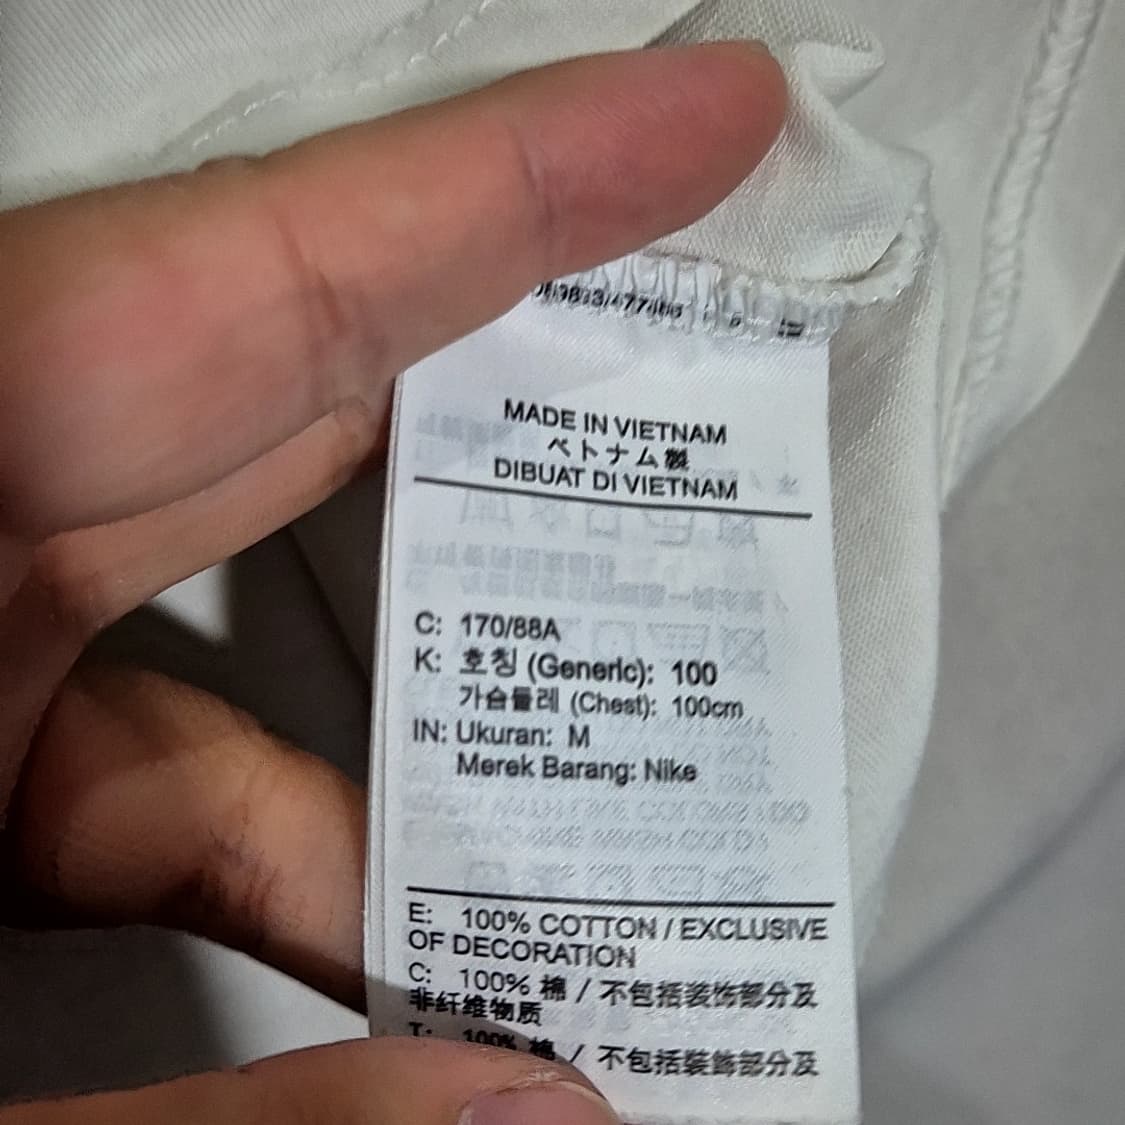 MADE IN VIETNAM
ベトナム製
DIBUAT DI VIETNAM
C: 170/88A
K: 호칭 (Generic): 100
가슴둘레 (Chest): 100cm
IN: Ukuran: M
Merek Barang: Nike
E: 100% COTTON / EXCLUSIVE
OF DECORATION
C: 100% 棉 / 不包括装饰部分及
非纤维物质
T: 100% 棉 / 不包括裝飾部分及